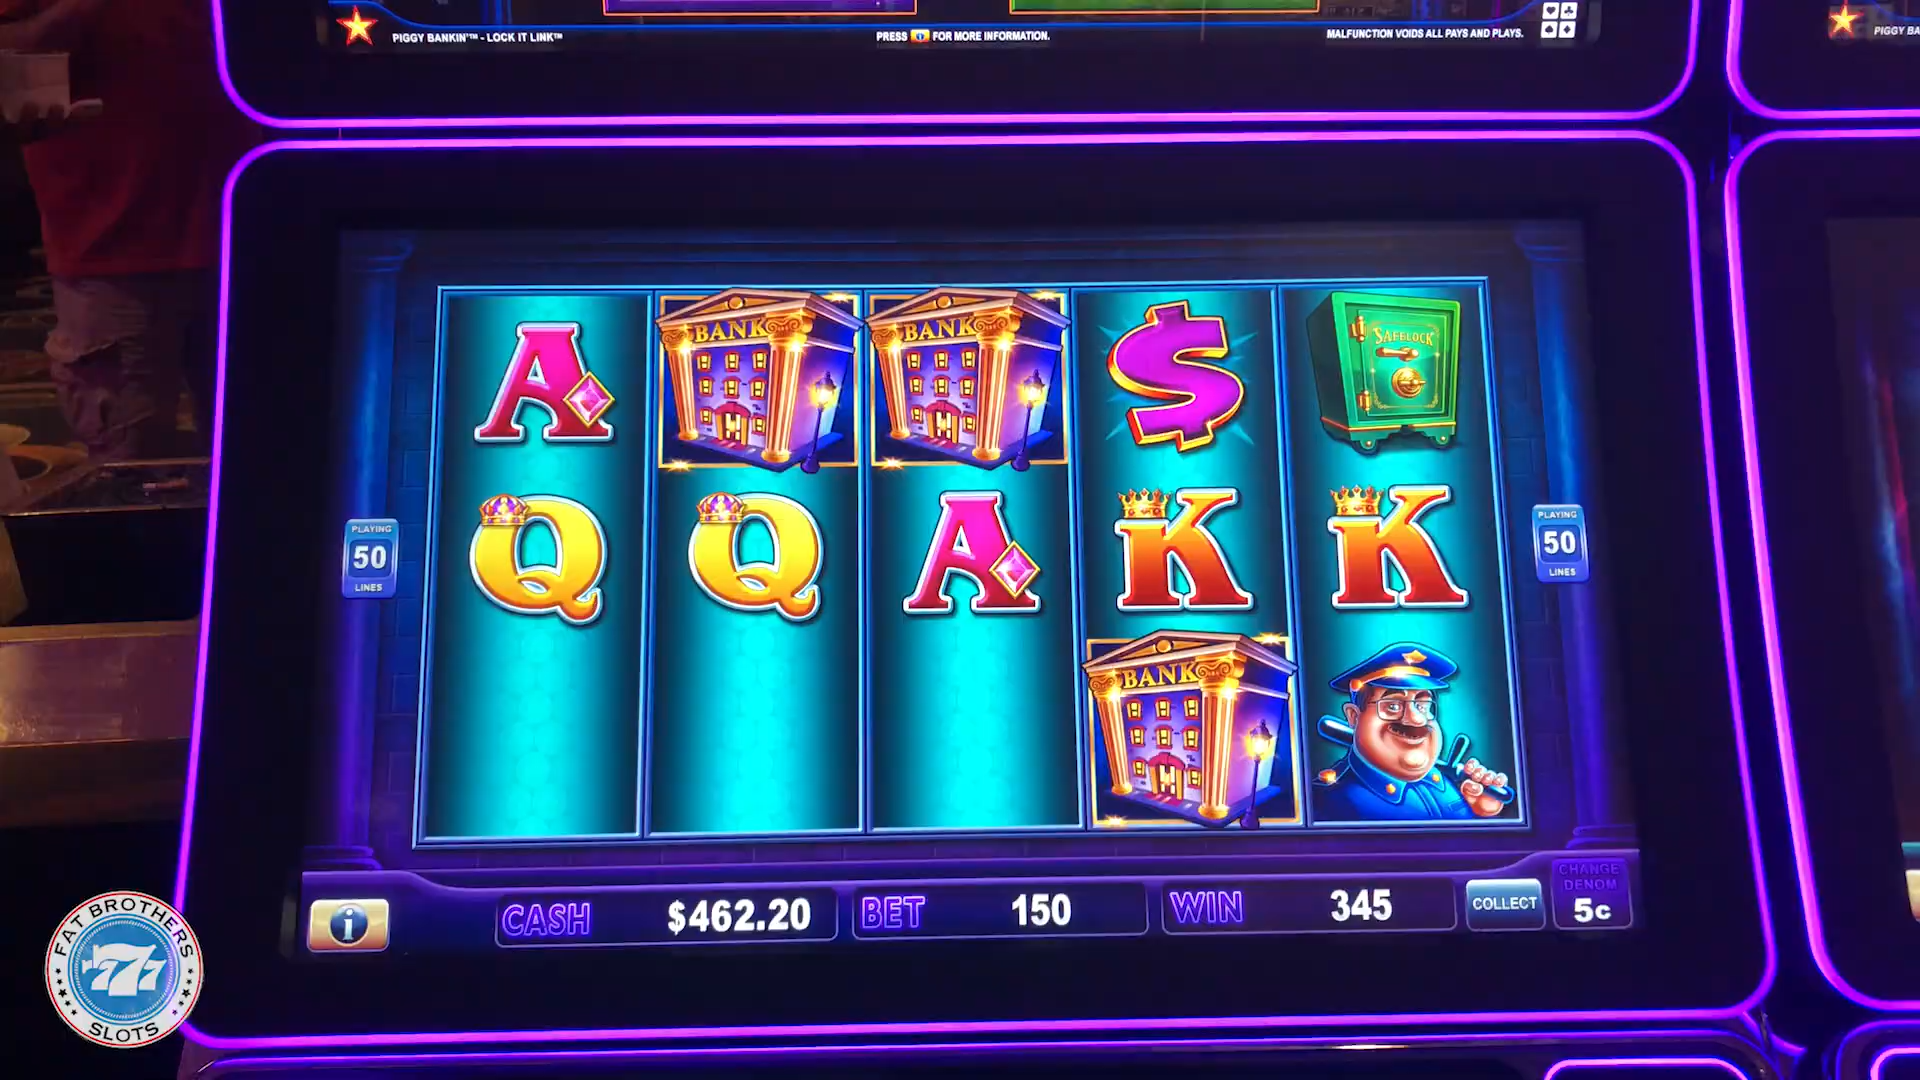 PIGGY BANKIN'™ - LOCK IT LINK™
PRESS i FOR MORE INFORMATION.
MALFUNCTION VOIDS ALL PAYS AND PLAYS.
PIGGY BA
A
BANK
BANK
$
SAFELOCK
Q
Q
A
K
K
PLAYING
50
LINES
PLAYING
50
LINES
BANK
CHANGE
DENOM
5¢
i
CASH $462.20
BET 150
WIN 345
COLLECT
FAT BROTHERS
777
SLOTS